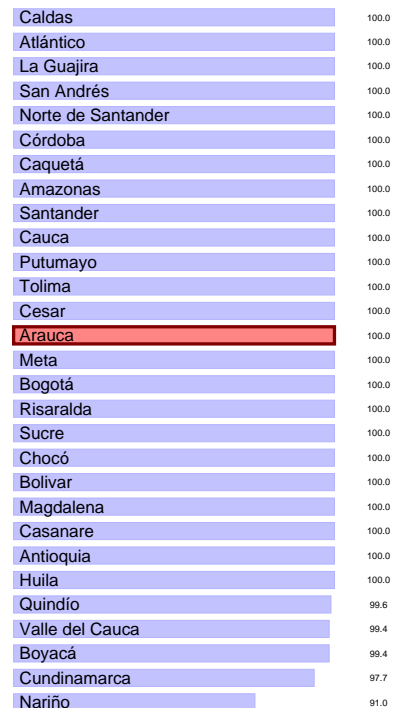 Caldas 100.0
Atlántico 100.0
La Guajira 100.0
San Andrés 100.0
Norte de Santander 100.0
Córdoba 100.0
Caquetá 100.0
Amazonas 100.0
Santander 100.0
Cauca 100.0
Putumayo 100.0
Tolima 100.0
Cesar 100.0
Arauca 100.0
Meta 100.0
Bogotá 100.0
Risaralda 100.0
Sucre 100.0
Chocó 100.0
Bolivar 100.0
Magdalena 100.0
Casanare 100.0
Antioquia 100.0
Huila 100.0
Quindío 99.6
Valle del Cauca 99.4
Boyacá 99.4
Cundinamarca 97.7
Nariño 91.0